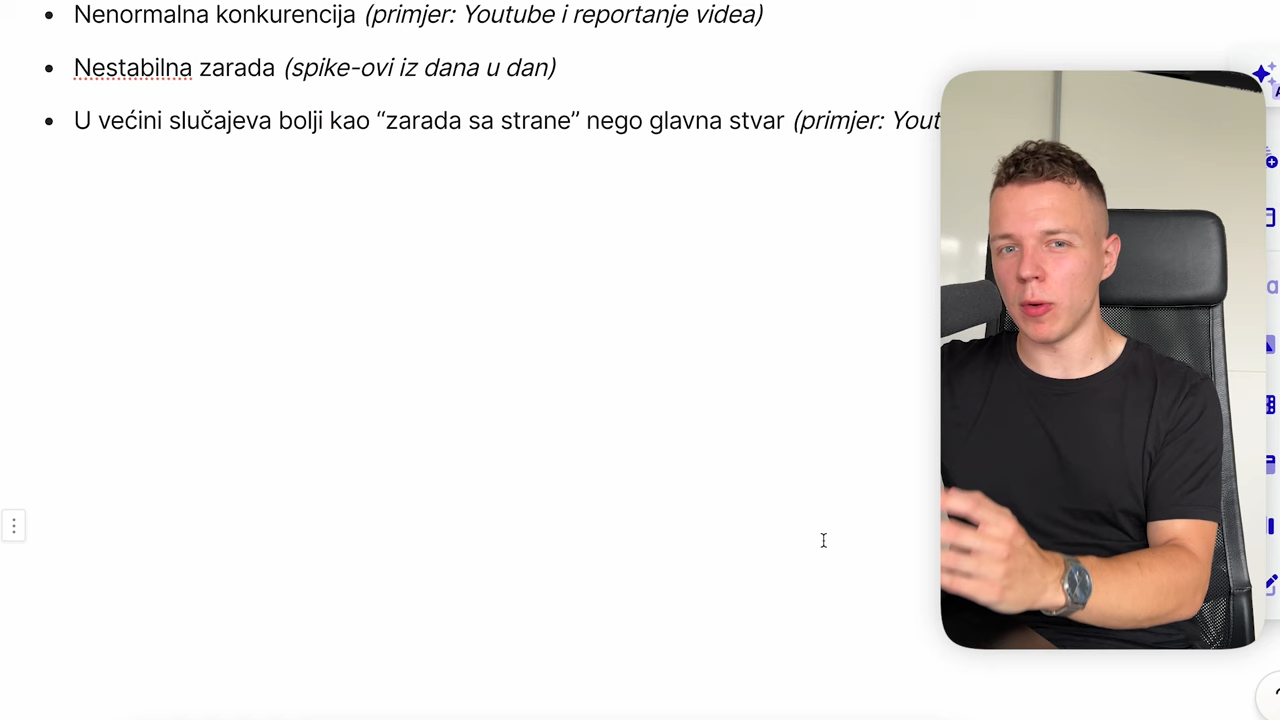 Nenormalna konkurencija (primjer: Youtube i reportanje videa)
Nestabilna zarada (spike-ovi iz dana u dan)
U većini slučajeva bolji kao “zarada sa strane” nego glavna stvar (primjer: Yout